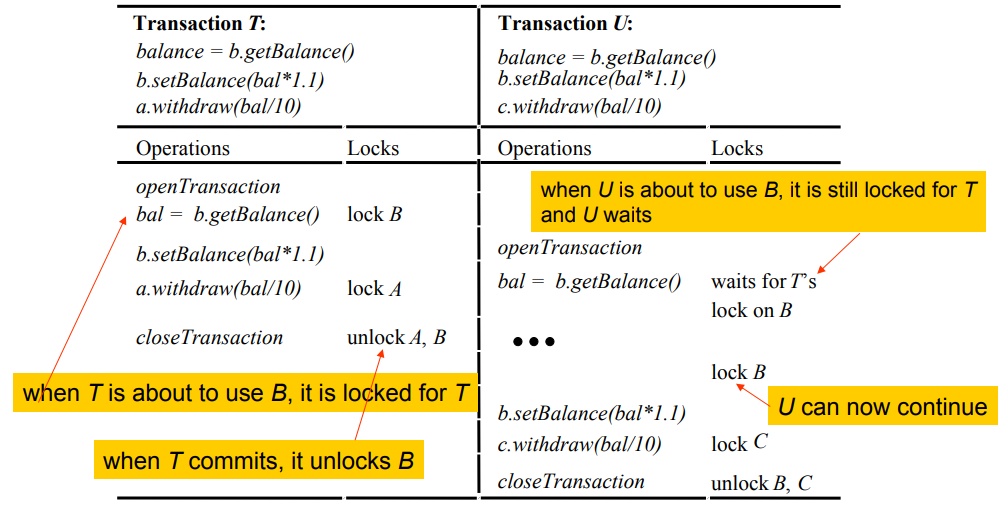 Transaction T:
balance = b.getBalance()
b.setBalance(bal*1.1)
a.withdraw(bal/10)
Transaction U:
balance = b.getBalance()
b.setBalance(bal*1.1)
c.withdraw(bal/10)
Operations
Locks
Operations
Locks
openTransaction
bal = b.getBalance()
lock B
b.setBalance(bal*1.1)
a.withdraw(bal/10)
lock A
closeTransaction
unlock A, B
when T is about to use B, it is locked for T
when T commits, it unlocks B
when U is about to use B, it is still locked for T
and U waits
openTransaction
bal = b.getBalance()
waits for T's
lock on B
•••
lock B
U can now continue
b.setBalance(bal*1.1)
c.withdraw(bal/10)
lock C
closeTransaction
unlock B, C